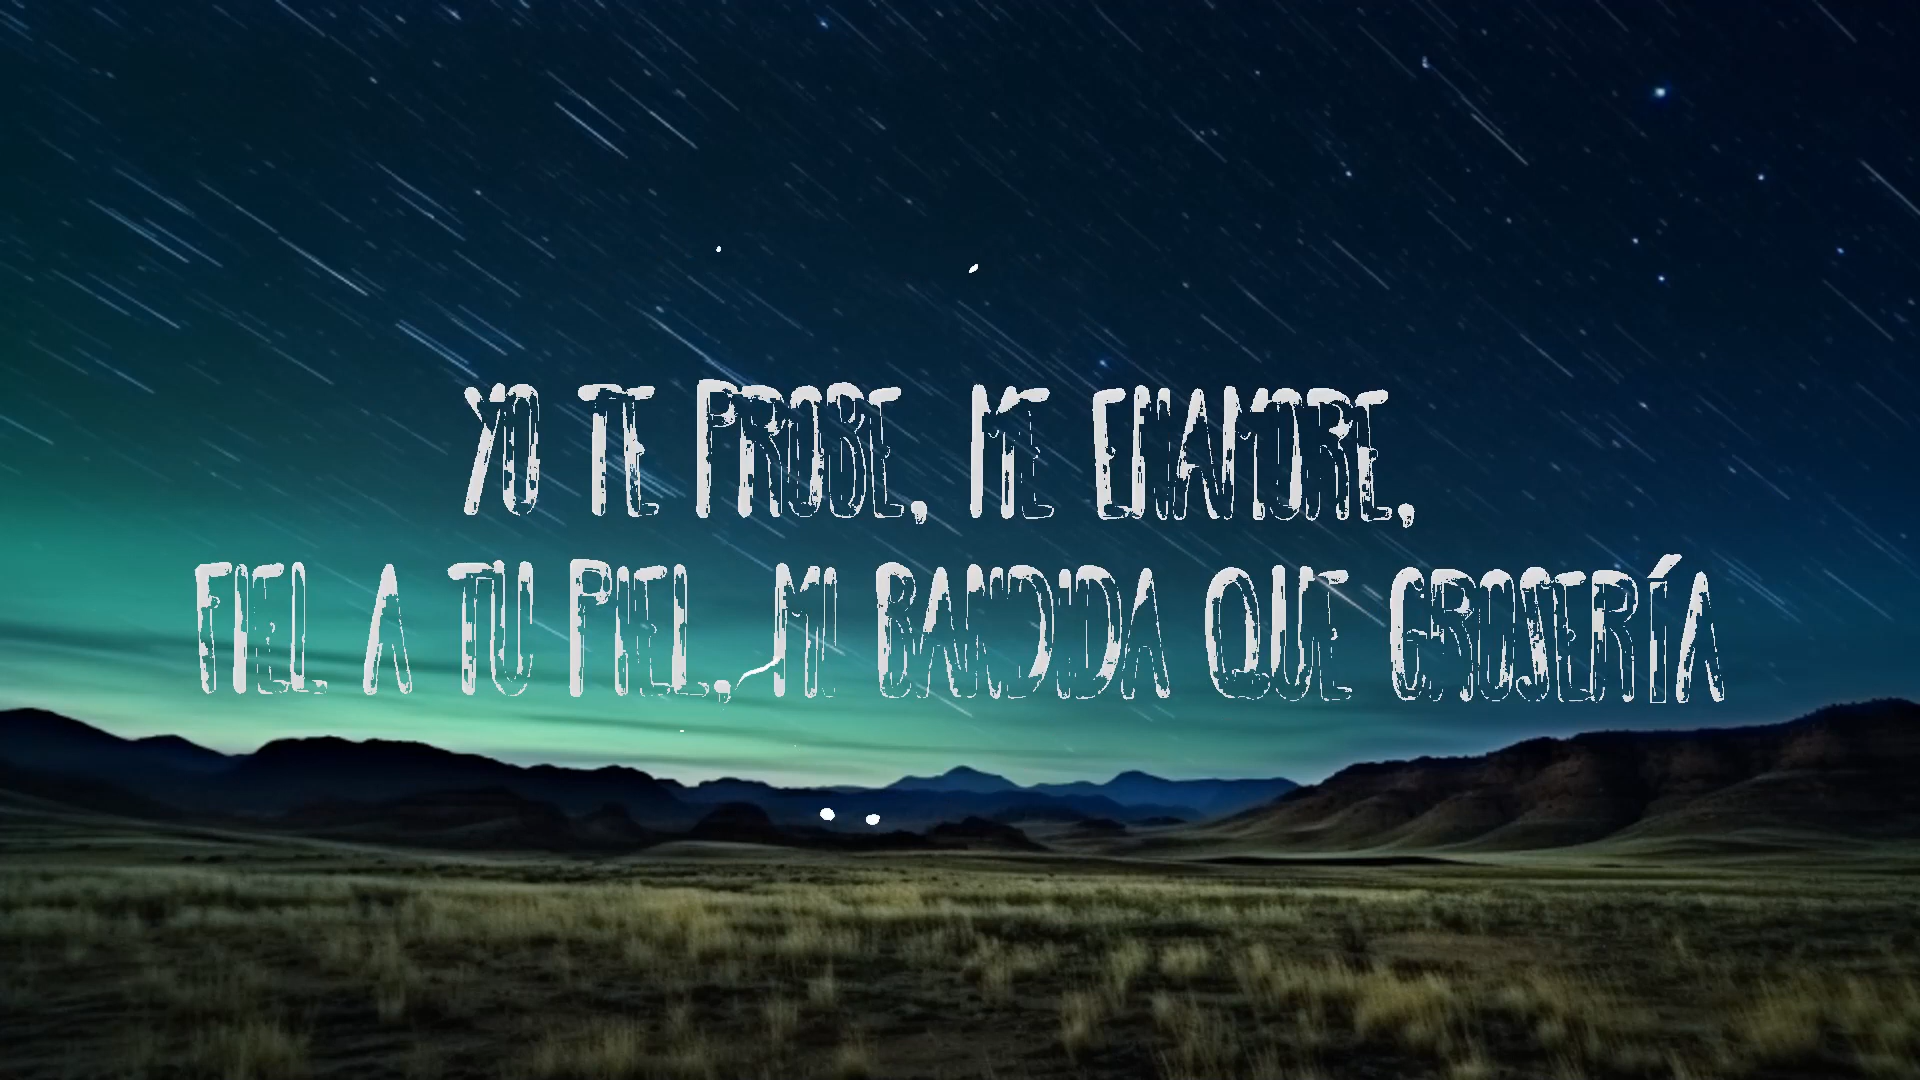 YO TE PROBE, ME ENAMORE,
FIEL A TU PIEL, MI BANDIDA QUE GROSERÍA